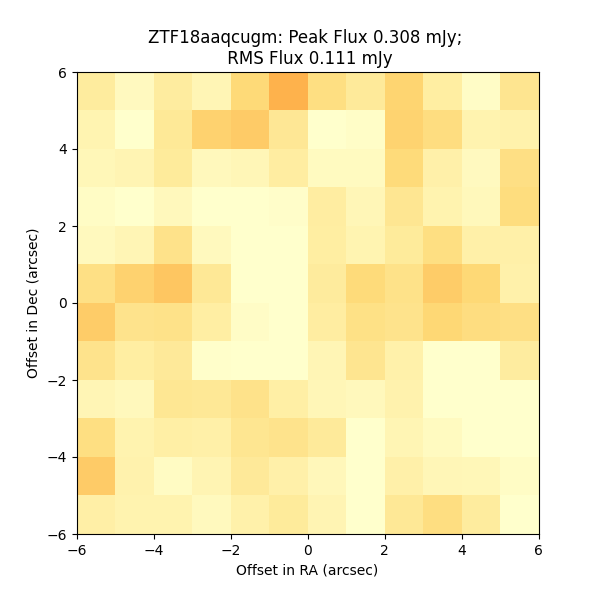 ZTF18aaqcugm: Peak Flux 0.308 mJy;
RMS Flux 0.111 mJy
6
4
2
0
−2
−4
−6
Offset in Dec (arcsec)
−6 −4 −2 0 2 4 6
Offset in RA (arcsec)